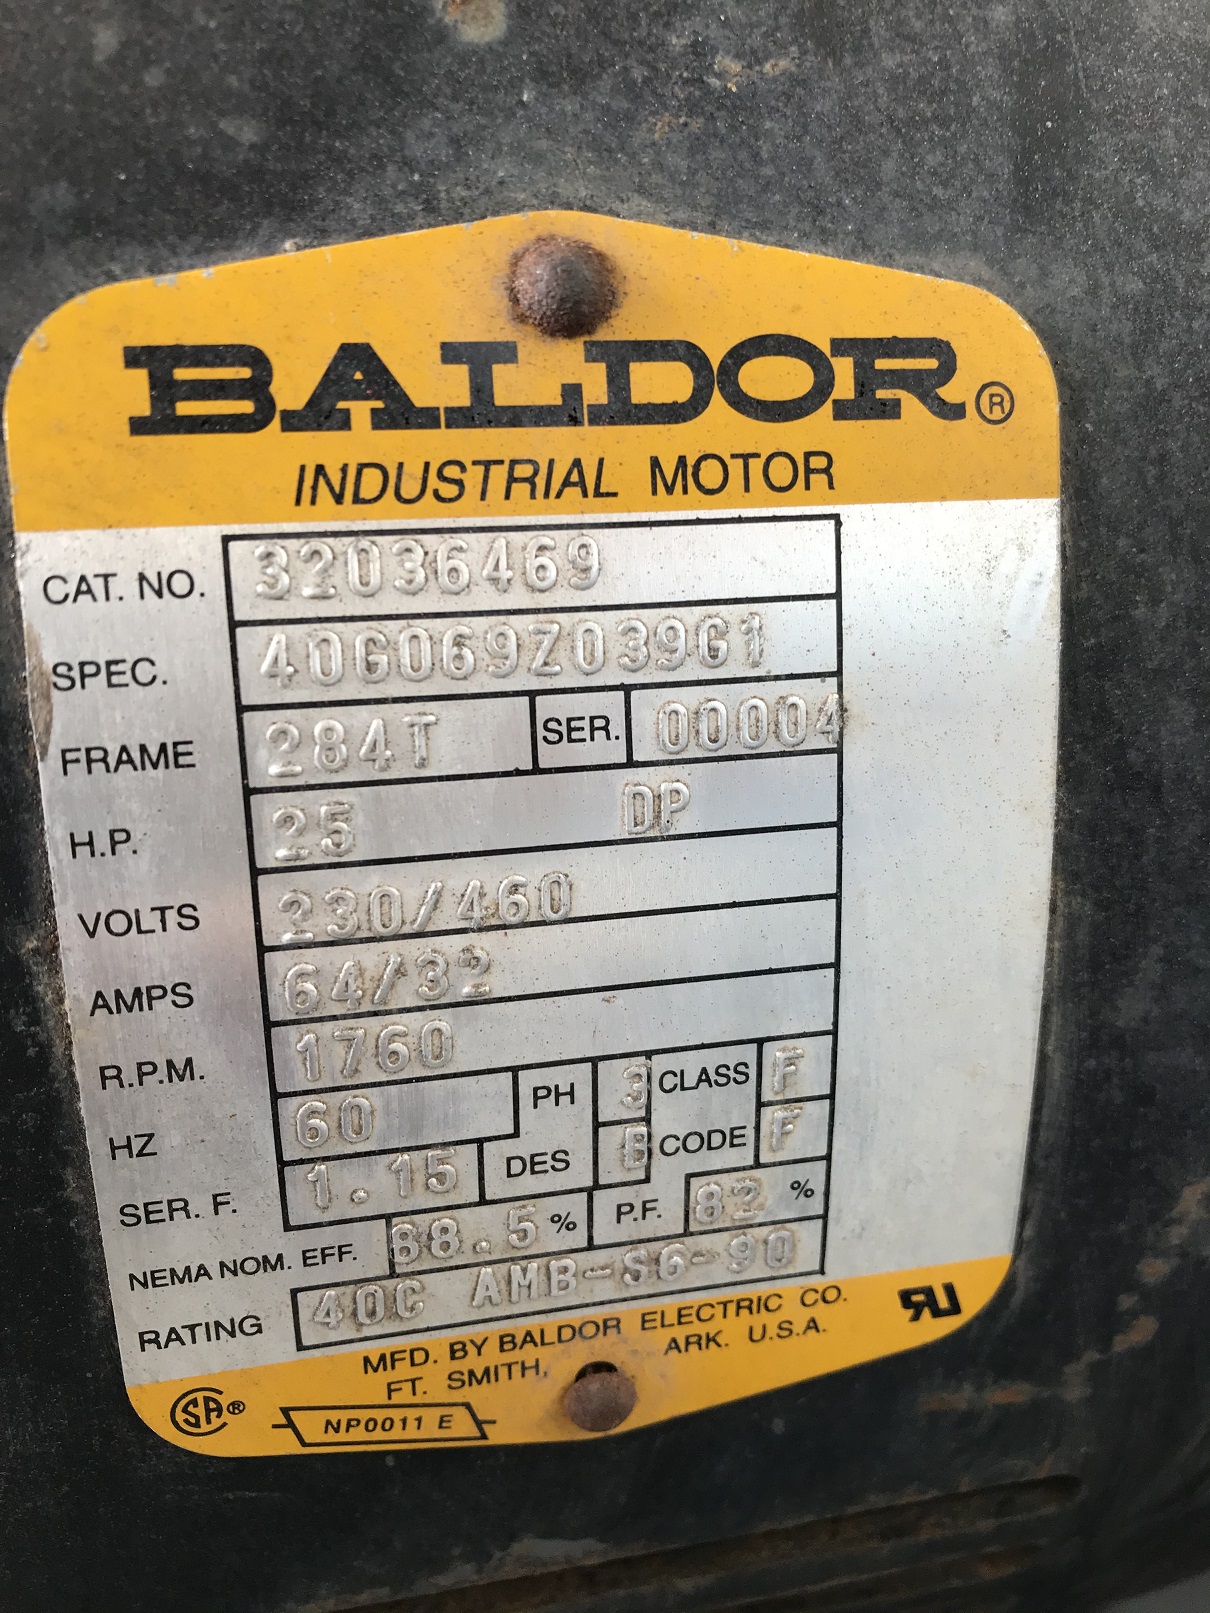 BALDOR®
INDUSTRIAL MOTOR
CAT. NO. 32036469
SPEC. 40G069Z039G1
FRAME 284T SER. 00004
H.P. 25 DP
VOLTS 230/460
AMPS 64/32
R.P.M. 1760
HZ 60 PH 3 CLASS F
SER. F. 1.15 DES B CODE F
NEMA NOM. EFF. 88.5 % P.F. 82 %
RATING 40C AMB-S6-90
MFD. BY BALDOR ELECTRIC CO.
FT. SMITH, ARK. U.S.A.
SA® NP0011 E